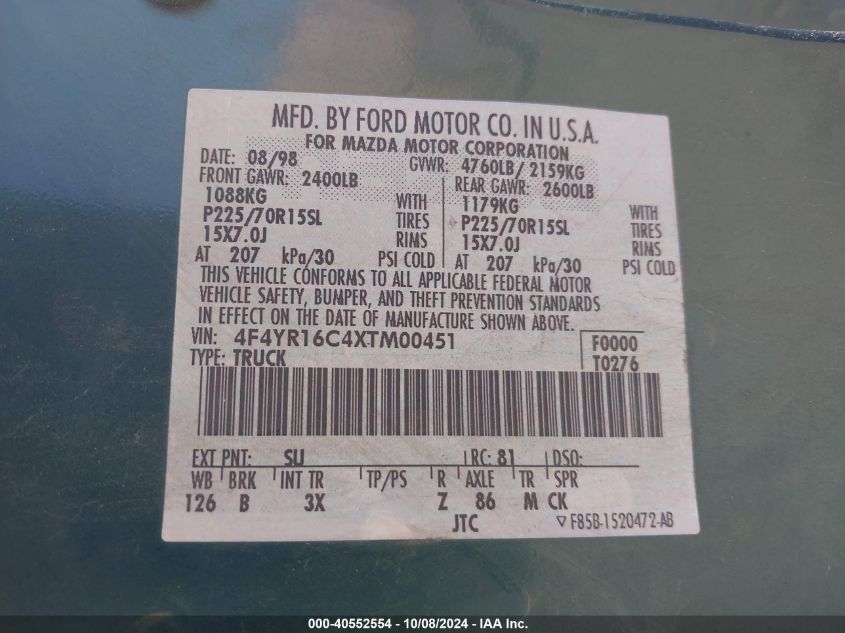 MFD. BY FORD MOTOR CO. IN U.S.A.
FOR MAZDA MOTOR CORPORATION
DATE: 08/98 GVWR: 4760LB/ 2159KG
FRONT GAWR: 2400LB REAR GAWR: 2600LB
1088KG WITH 1179KG WITH
P225/70R15SL TIRES P225/70R15SL TIRES
15X7.0J RIMS 15X7.0J RIMS
AT 207 kPa/30 PSI COLD AT 207 kPa/30 PSI COLD
THIS VEHICLE CONFORMS TO ALL APPLICABLE FEDERAL MOTOR
VEHICLE SAFETY, BUMPER, AND THEFT PREVENTION STANDARDS
IN EFFECT ON THE DATE OF MANUFACTURE SHOWN ABOVE.
VIN: 4F4YR16C4XTM00451 F0000
TYPE: TRUCK T0276
EXT PNT: SU RC: 81 DSO:
WB BRK INT TR TP/PS R AXLE TR SPR
126 B 3X Z 86 M CK
JTC ▽ F85B-1520472-AB
000-40552554 - 10/08/2024 - IAA Inc.